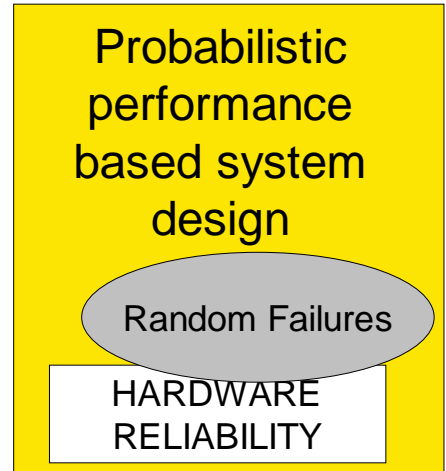 Probabilistic
performance
based system
design
Random Failures
HARDWARE
RELIABILITY